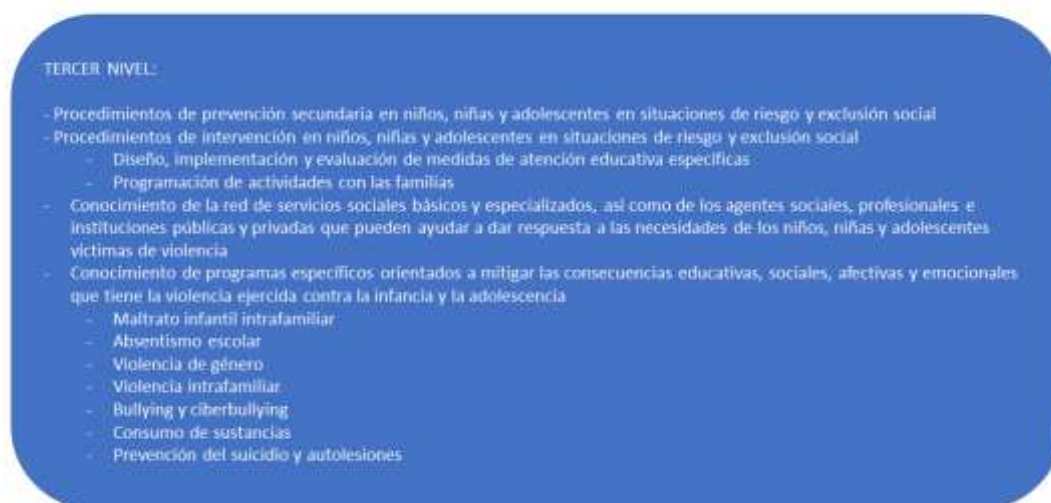 TERCER NIVEL:
- Procedimientos de prevención secundaria en niños, niñas y adolescentes en situaciones de riesgo y exclusión social
- Procedimientos de intervención en niños, niñas y adolescentes en situaciones de riesgo y exclusión social
- Diseño, implementación y evaluación de medidas de atención educativa específicas
- Programación de actividades con las familias
- Conocimiento de la red de servicios sociales básicos y especializados, así como de los agentes sociales, profesionales e
instituciones públicas y privadas que pueden ayudar a dar respuesta a las necesidades de los niños, niñas y adolescentes
víctimas de violencia
- Conocimiento de programas específicos orientados a mitigar las consecuencias educativas, sociales, afectivas y emocionales
que tiene la violencia ejercida contra la infancia y la adolescencia
- Maltrato infantil intrafamiliar
- Absentismo escolar
- Violencia de género
- Violencia intrafamiliar
- Bullying y ciberbullying
- Consumo de sustancias
- Prevención del suicidio y autolesiones